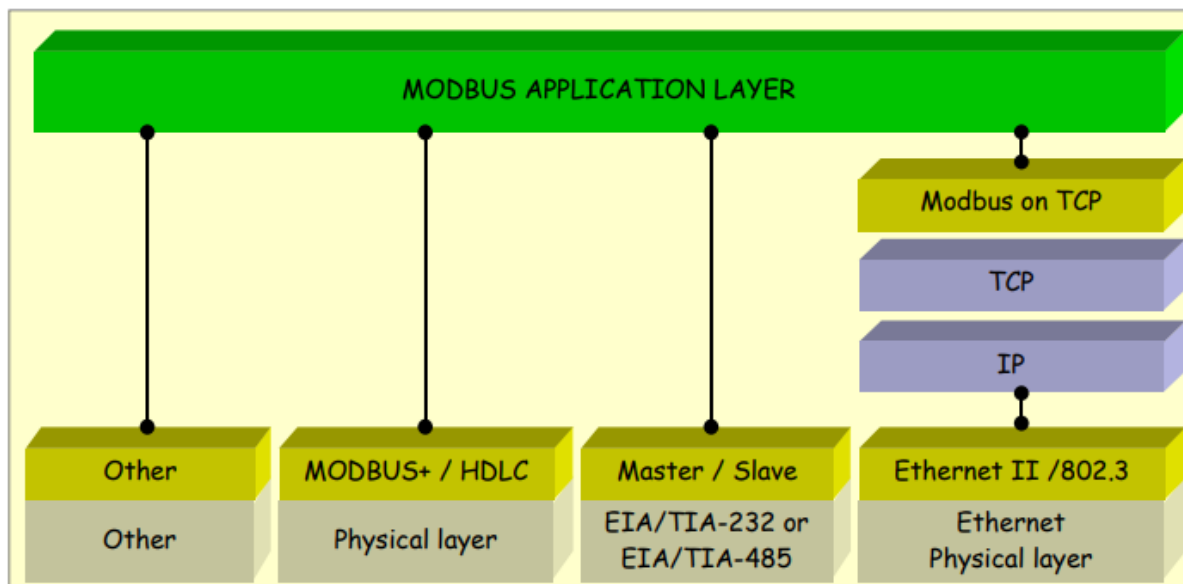 MODBUS APPLICATION LAYER
Modbus on TCP
TCP
IP
Other
MODBUS+ / HDLC
Master / Slave
Ethernet II /802.3
Other
Physical layer
EIA/TIA-232 or
EIA/TIA-485
Ethernet
Physical layer